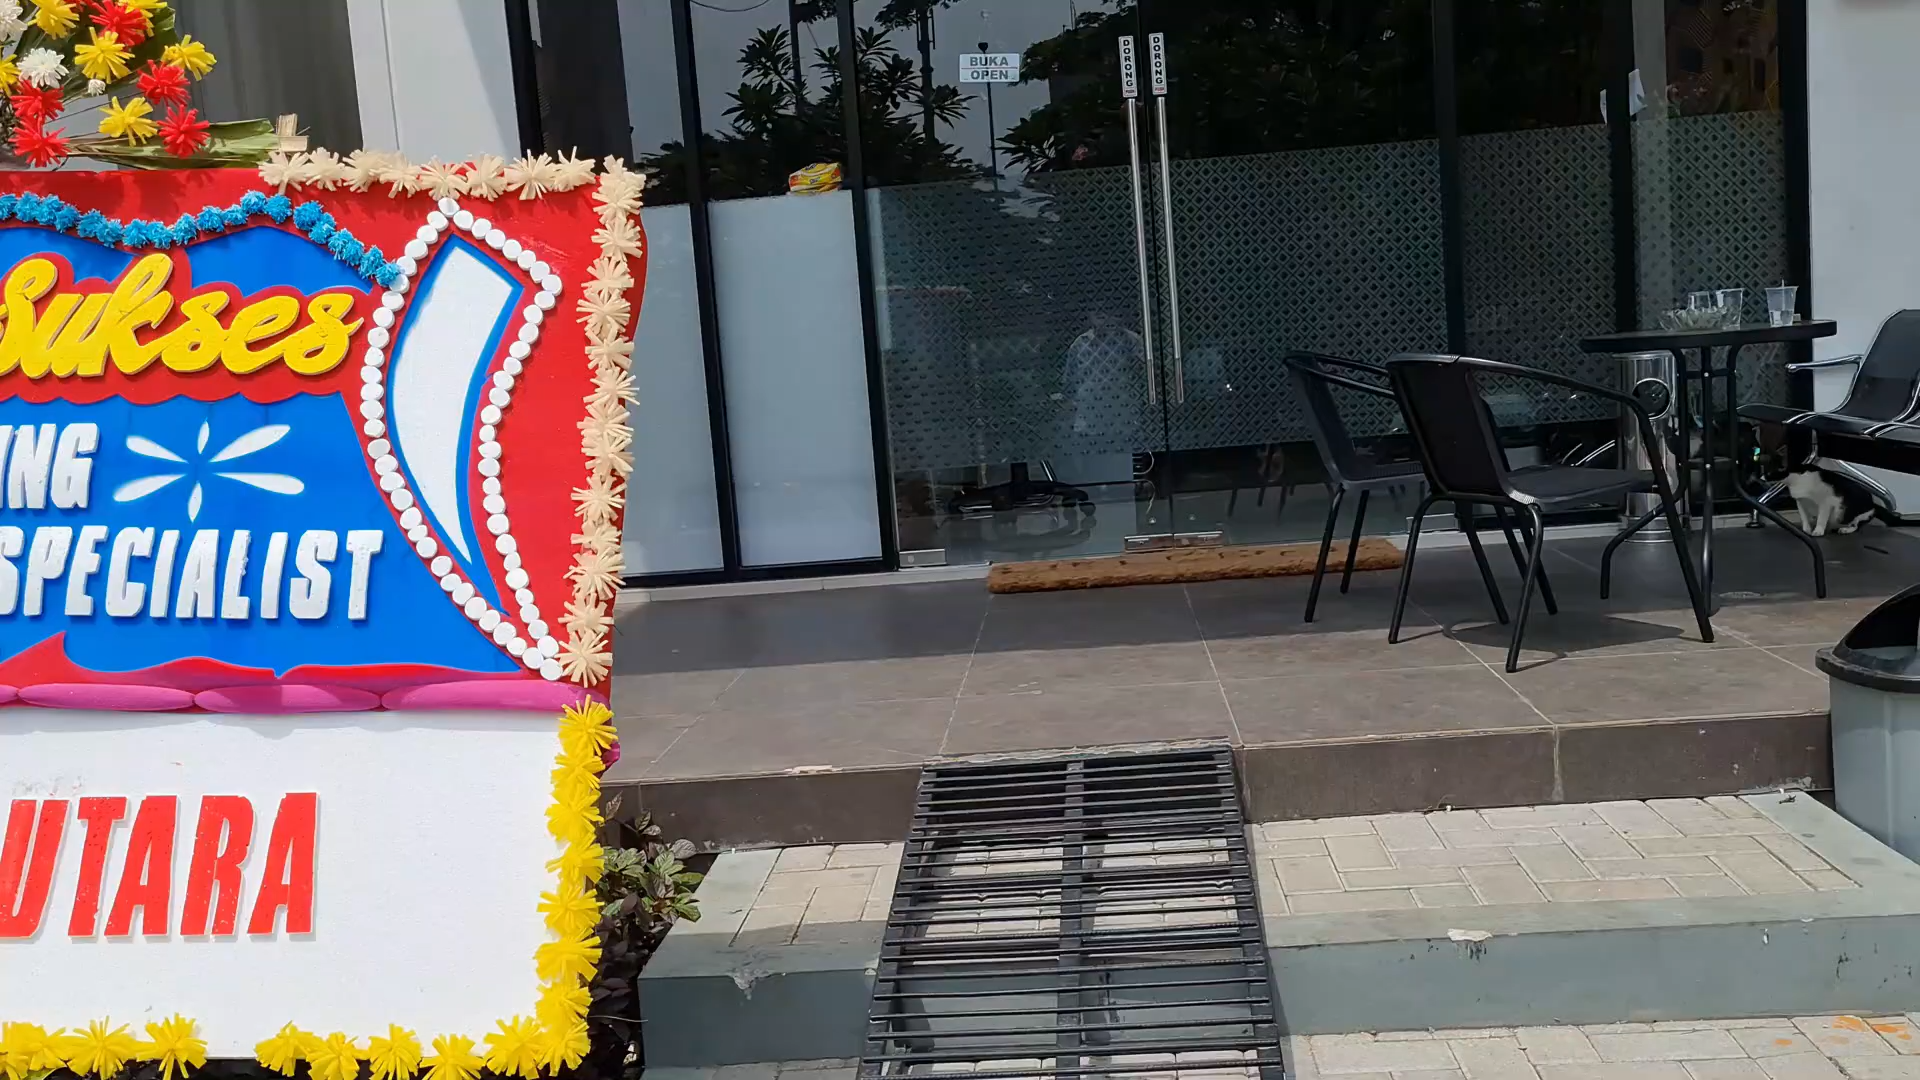 Sukses
ING
SPECIALIST
UTARA
BUKA
OPEN
DORONG
DORONG